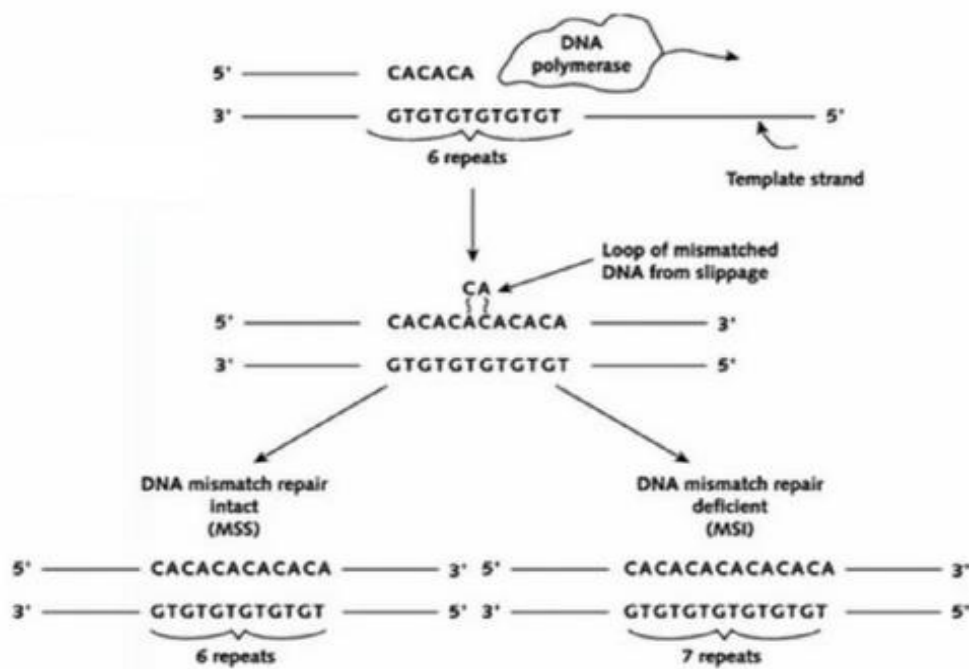 DNA
polymerase
5' CACACA
3' GTGTGTGTGTGT 5'
6 repeats
Template strand
Loop of mismatched
DNA from slippage
CA
5' CACACACACACA 3'
3' GTGTGTGTGTGT 5'
DNA mismatch repair
intact
(MSS)
5' CACACACACACA 3'
3' GTGTGTGTGTGT 5'
6 repeats
DNA mismatch repair
deficient
(MSI)
5' CACACACACACACA 3'
3' GTGTGTGTGTGTGT 5'
7 repeats